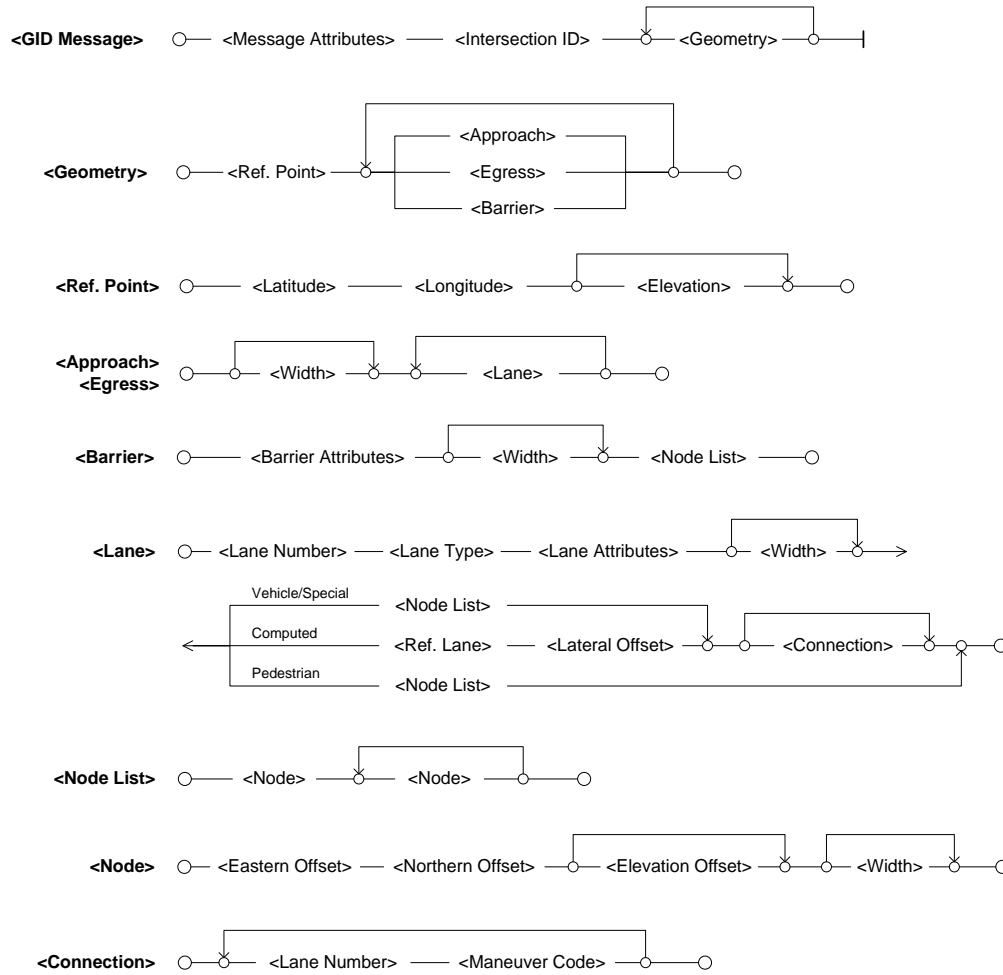 <GID Message> <Message Attributes> <Intersection ID> <Geometry>
<Approach>
<Geometry> <Ref. Point> <Egress>
<Barrier>
<Ref. Point> <Latitude> <Longitude> <Elevation>
<Approach>
<Egress> <Width> <Lane>
<Barrier> <Barrier Attributes> <Width> <Node List>
<Lane> <Lane Number> <Lane Type> <Lane Attributes> <Width>
Vehicle/Special <Node List>
Computed <Ref. Lane> <Lateral Offset> <Connection>
Pedestrian <Node List>
<Node List> <Node> <Node>
<Node> <Eastern Offset> <Northern Offset> <Elevation Offset> <Width>
<Connection> <Lane Number> <Maneuver Code>